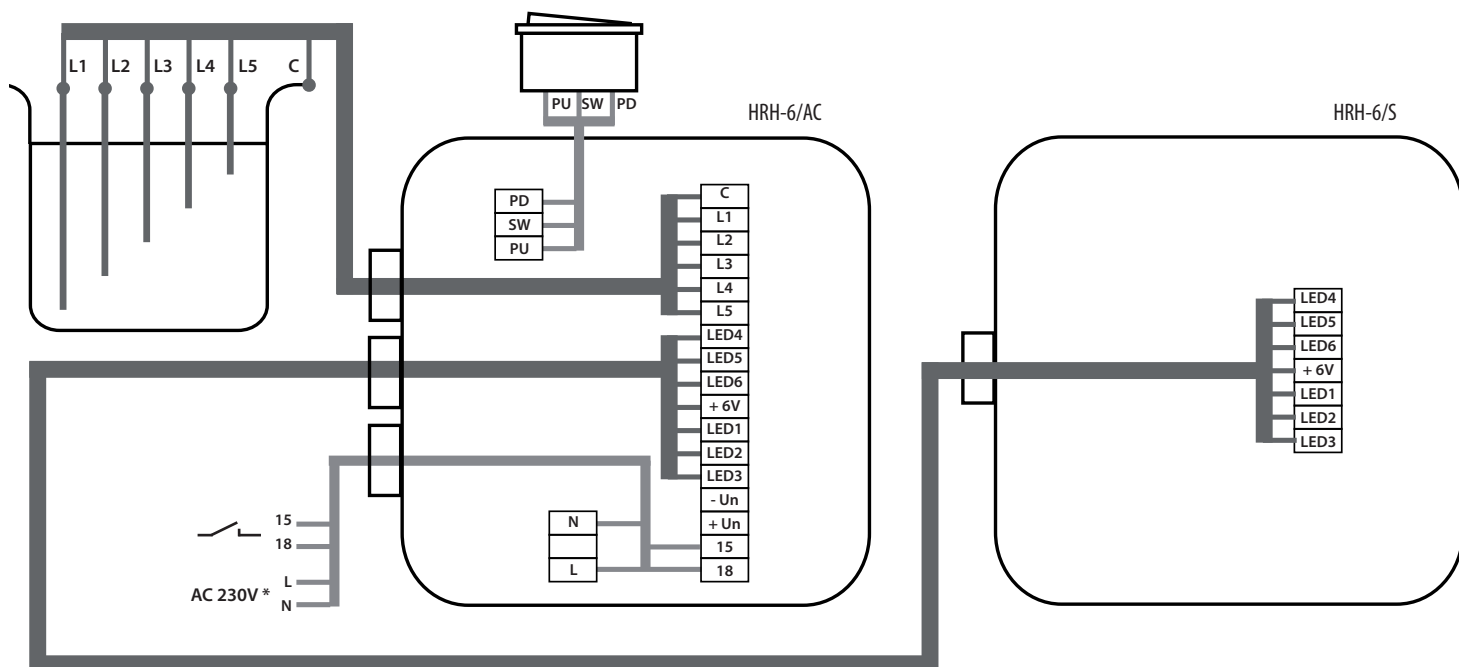 L1 L2 L3 L4 L5 C
PU SW PD
HRH-6/AC
HRH-6/S
PD
SW
PU
C
L1
L2
L3
L4
L5
LED4
LED5
LED6
+ 6V
LED1
LED2
LED3
- Un
+ Un
15
18
N
L
15
18
L
AC 230V *
N
LED4
LED5
LED6
+ 6V
LED1
LED2
LED3